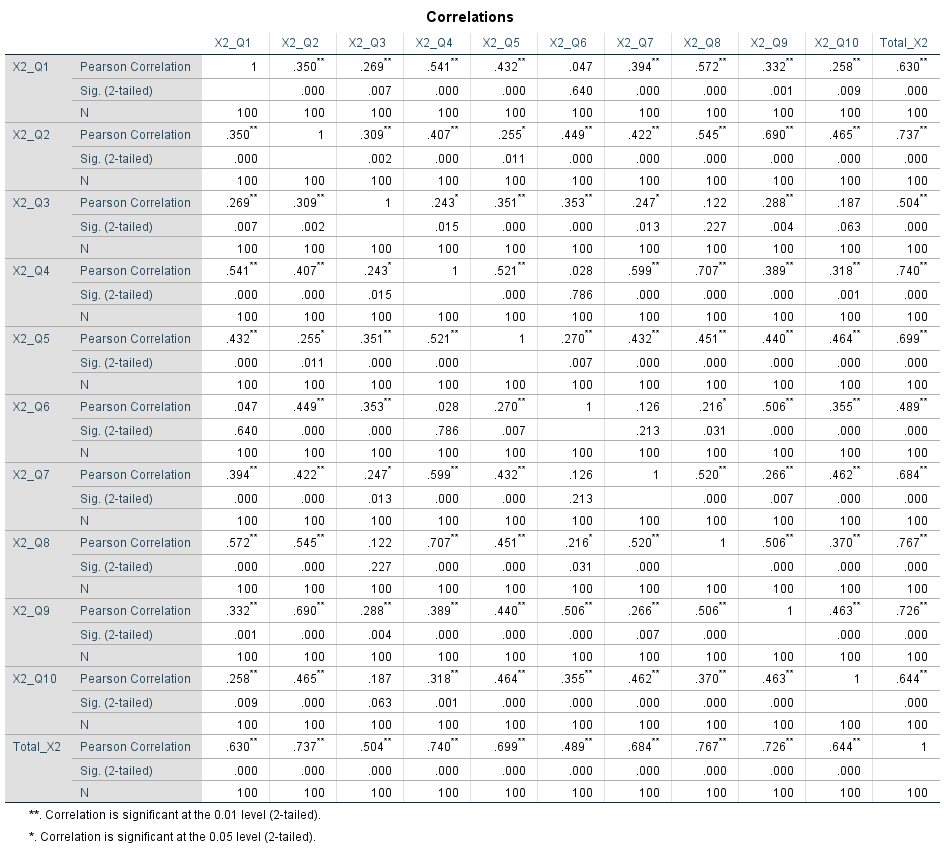 Correlations
X2_Q1 X2_Q2 X2_Q3 X2_Q4 X2_Q5 X2_Q6 X2_Q7 X2_Q8 X2_Q9 X2_Q10 Total_X2
X2_Q1 Pearson Correlation 1 .350** .269** .541** .432** .047 .394** .572** .332** .258** .630**
Sig. (2-tailed) .000 .007 .000 .000 .640 .000 .000 .001 .009 .000
N 100 100 100 100 100 100 100 100 100 100 100
X2_Q2 Pearson Correlation .350** 1 .309** .407** .255* .449** .422** .545** .690** .465** .737**
Sig. (2-tailed) .000 .002 .000 .011 .000 .000 .000 .000 .000 .000
N 100 100 100 100 100 100 100 100 100 100 100
X2_Q3 Pearson Correlation .269** .309** 1 .243* .351** .353** .247* .122 .288** .187 .504**
Sig. (2-tailed) .007 .002 .015 .000 .000 .013 .227 .004 .063 .000
N 100 100 100 100 100 100 100 100 100 100 100
X2_Q4 Pearson Correlation .541** .407** .243* 1 .521** .028 .599** .707** .389** .318** .740**
Sig. (2-tailed) .000 .000 .015 .000 .786 .000 .000 .000 .001 .000
N 100 100 100 100 100 100 100 100 100 100 100
X2_Q5 Pearson Correlation .432** .255* .351** .521** 1 .270** .432** .451** .440** .464** .699**
Sig. (2-tailed) .000 .011 .000 .000 .007 .000 .000 .000 .000 .000
N 100 100 100 100 100 100 100 100 100 100 100
X2_Q6 Pearson Correlation .047 .449** .353** .028 .270** 1 .126 .216* .506** .355** .489**
Sig. (2-tailed) .640 .000 .000 .786 .007 .213 .031 .000 .000 .000
N 100 100 100 100 100 100 100 100 100 100 100
X2_Q7 Pearson Correlation .394** .422** .247* .599** .432** .126 1 .520** .266** .462** .684**
Sig. (2-tailed) .000 .000 .013 .000 .000 .213 .000 .007 .000 .000
N 100 100 100 100 100 100 100 100 100 100 100
X2_Q8 Pearson Correlation .572** .545** .122 .707** .451** .216* .520** 1 .506** .370** .767**
Sig. (2-tailed) .000 .000 .227 .000 .000 .031 .000 .000 .000 .000
N 100 100 100 100 100 100 100 100 100 100 100
X2_Q9 Pearson Correlation .332** .690** .288** .389** .440** .506** .266** .506** 1 .463** .726**
Sig. (2-tailed) .001 .000 .004 .000 .000 .000 .007 .000 .000 .000
N 100 100 100 100 100 100 100 100 100 100 100
X2_Q10 Pearson Correlation .258** .465** .187 .318** .464** .355** .462** .370** .463** 1 .644**
Sig. (2-tailed) .009 .000 .063 .001 .000 .000 .000 .000 .000 .000
N 100 100 100 100 100 100 100 100 100 100 100
Total_X2 Pearson Correlation .630** .737** .504** .740** .699** .489** .684** .767** .726** .644** 1
Sig. (2-tailed) .000 .000 .000 .000 .000 .000 .000 .000 .000 .000
N 100 100 100 100 100 100 100 100 100 100 100
**. Correlation is significant at the 0.01 level (2-tailed).
*. Correlation is significant at the 0.05 level (2-tailed).